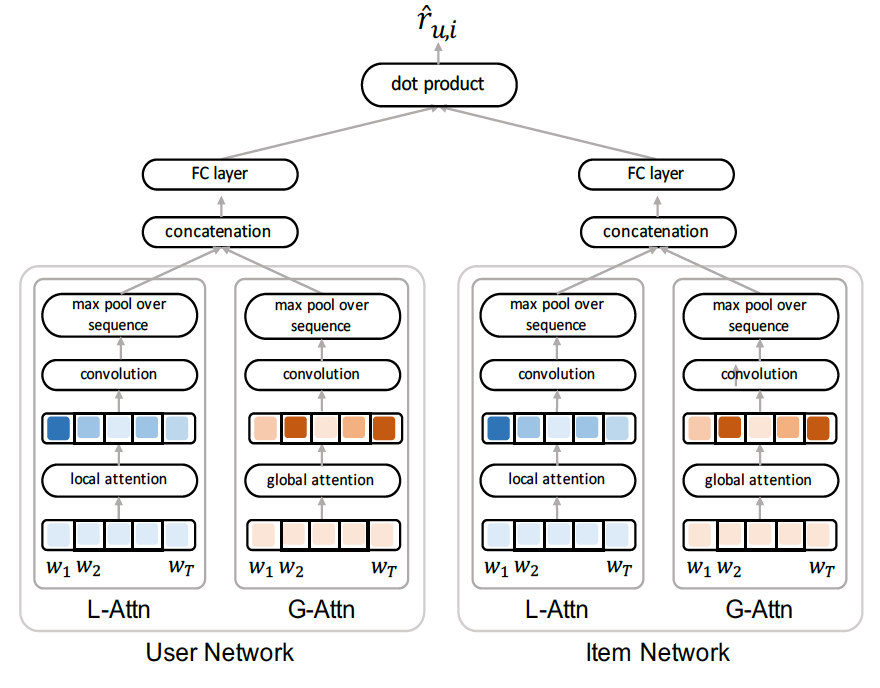 r̂u,i
dot product
FC layer
FC layer
concatenation
concatenation
max pool over
sequence
max pool over
sequence
max pool over
sequence
max pool over
sequence
convolution
convolution
convolution
convolution
local attention
global attention
local attention
global attention
w1 w2 wT
w1 w2 wT
w1 w2 wT
w1 w2 wT
L-Attn
G-Attn
L-Attn
G-Attn
User Network
Item Network